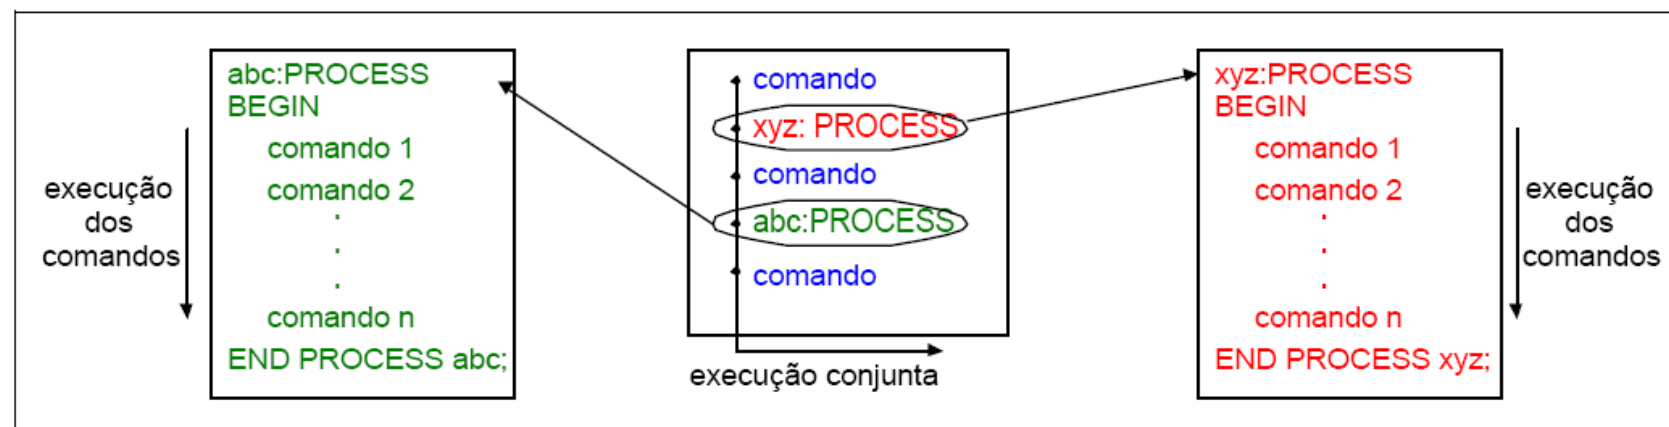 execução
dos
comandos
abc:PROCESS
BEGIN
comando 1
comando 2
.
.
.
comando n
END PROCESS abc;
comando
xyz: PROCESS
comando
abc:PROCESS
comando
execução conjunta
xyz:PROCESS
BEGIN
comando 1
comando 2
.
.
.
comando n
END PROCESS xyz;
execução
dos
comandos